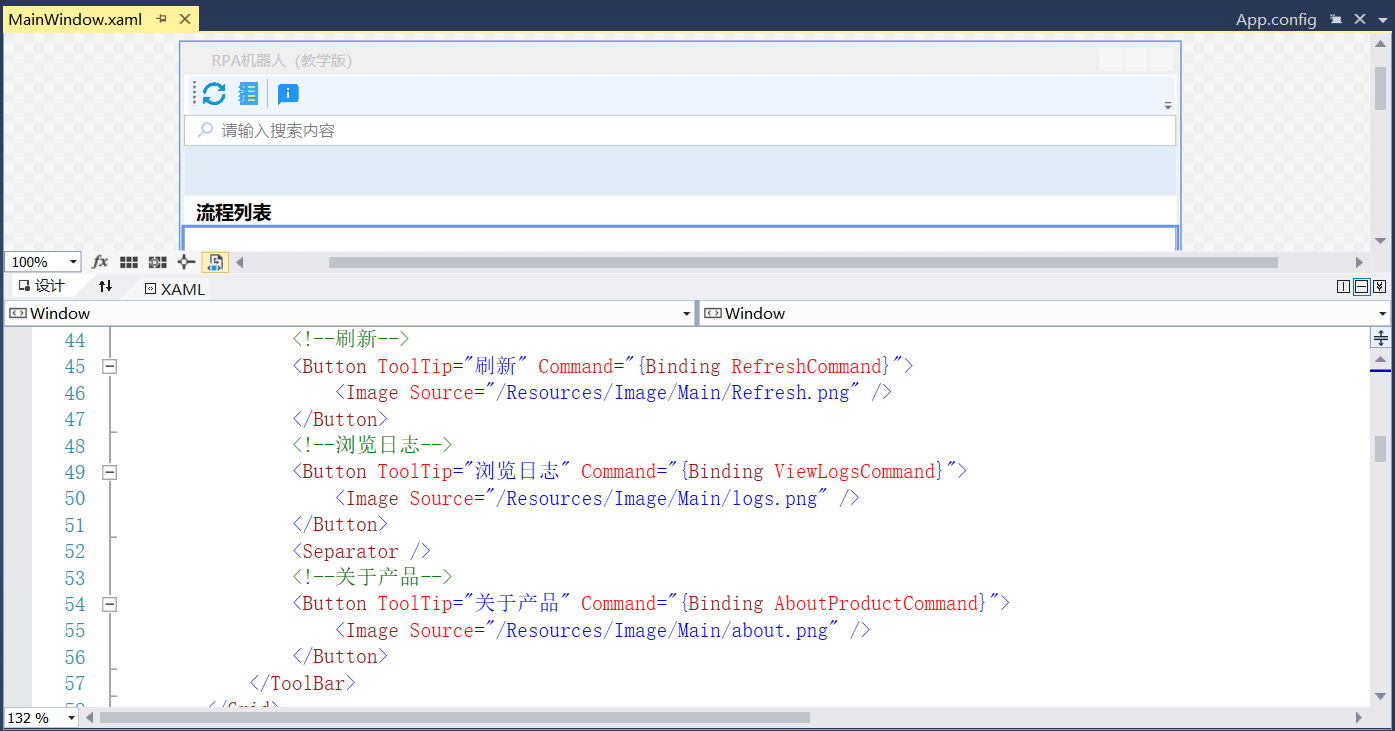 MainWindow.xaml
App.config
RPA机器人（教学版）
请输入搜索内容
流程列表
100%
fx
设计
XAML
Window
Window
44 <!--刷新-->
45 <Button ToolTip="刷新" Command="{Binding RefreshCommand}">
46 <Image Source="/Resources/Image/Main/Refresh.png" />
47 </Button>
48 <!--浏览日志-->
49 <Button ToolTip="浏览日志" Command="{Binding ViewLogsCommand}">
50 <Image Source="/Resources/Image/Main/logs.png" />
51 </Button>
52 <Separator />
53 <!--关于产品-->
54 <Button ToolTip="关于产品" Command="{Binding AboutProductCommand}">
55 <Image Source="/Resources/Image/Main/about.png" />
56 </Button>
57 </ToolBar>
58 </Grid>
132 %